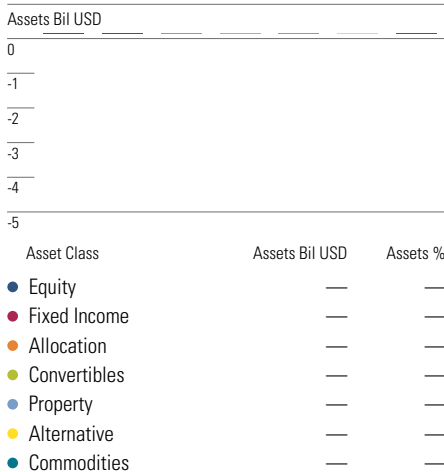 Assets Bil USD
0
-1
-2
-3
-4
-5
Asset Class Assets Bil USD Assets %
Equity — —
Fixed Income — —
Allocation — —
Convertibles — —
Property — —
Alternative — —
Commodities — —